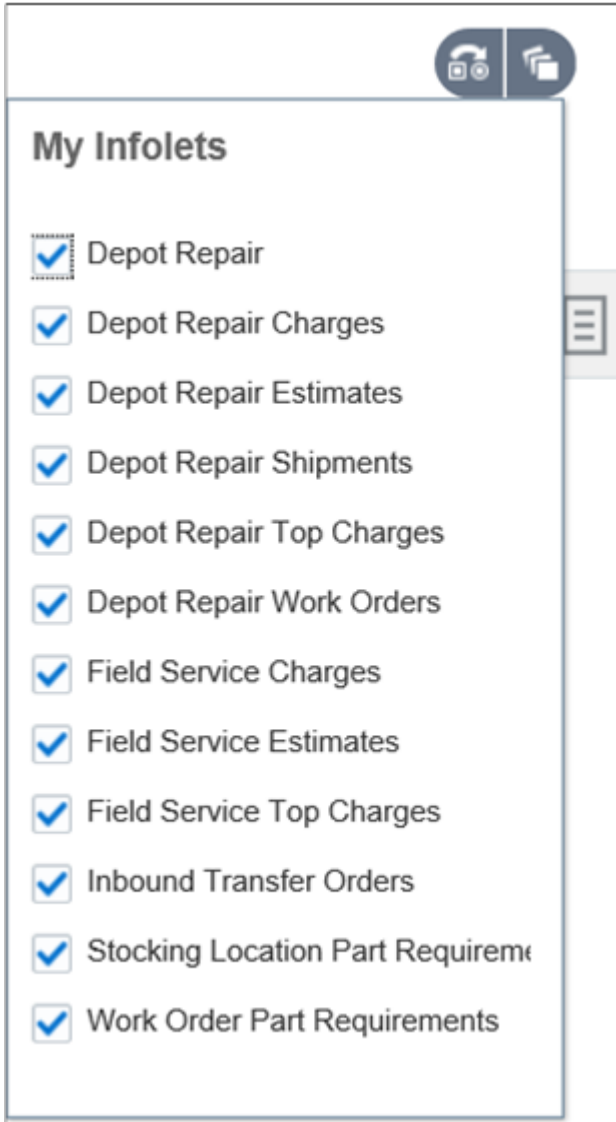 My Infolets
Depot Repair
Depot Repair Charges
Depot Repair Estimates
Depot Repair Shipments
Depot Repair Top Charges
Depot Repair Work Orders
Field Service Charges
Field Service Estimates
Field Service Top Charges
Inbound Transfer Orders
Stocking Location Part Requireme
Work Order Part Requirements